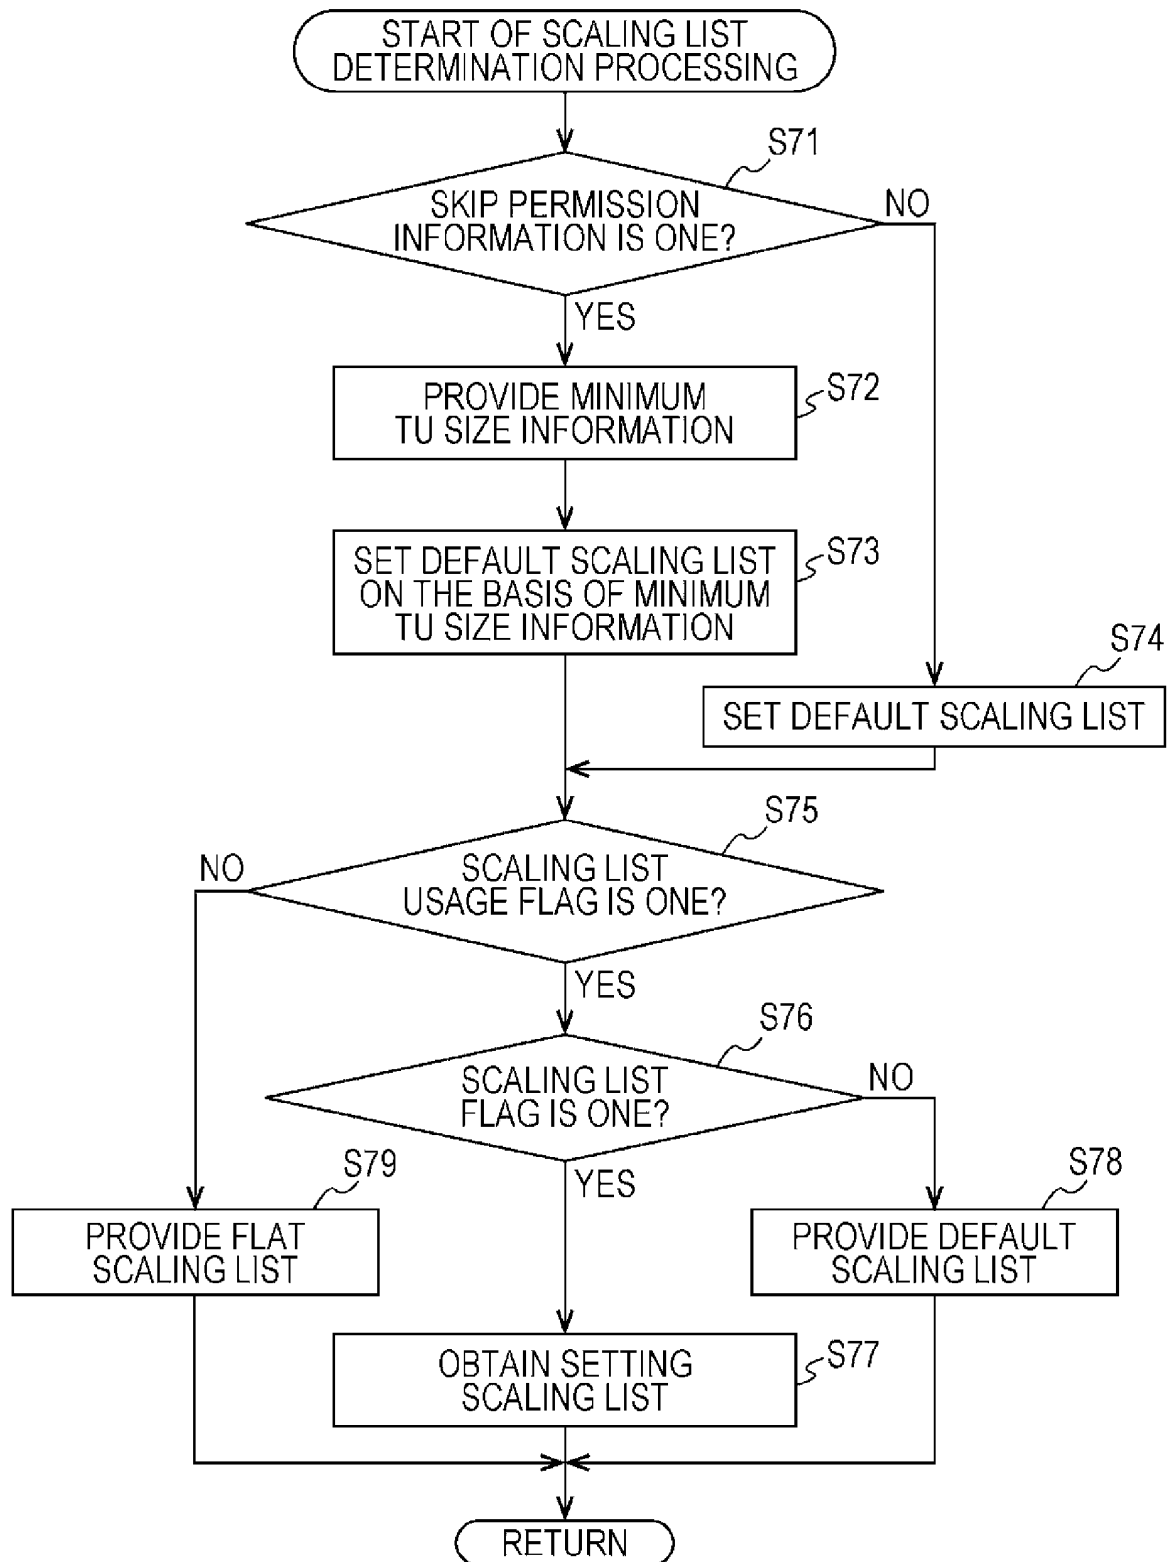 START OF SCALING LIST
DETERMINATION PROCESSING
S71
SKIP PERMISSION
INFORMATION IS ONE?
NO
YES
PROVIDE MINIMUM
TU SIZE INFORMATION
S72
SET DEFAULT SCALING LIST
ON THE BASIS OF MINIMUM
TU SIZE INFORMATION
S73
S74
SET DEFAULT SCALING LIST
S75
NO
SCALING LIST
USAGE FLAG IS ONE?
YES
S76
SCALING LIST
FLAG IS ONE?
NO
YES
S79
PROVIDE FLAT
SCALING LIST
S78
PROVIDE DEFAULT
SCALING LIST
OBTAIN SETTING
SCALING LIST
S77
RETURN